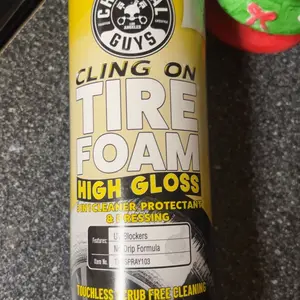 CHEMICAL
GUYS
CLING ON
TIRE
FOAM
HIGH GLOSS
CLEANER, PROTECTANT
& DRESSING
Features: UV Blockers
No Drip Formula
Item No.
TOUCHLESS SCRUB FREE CLEANING